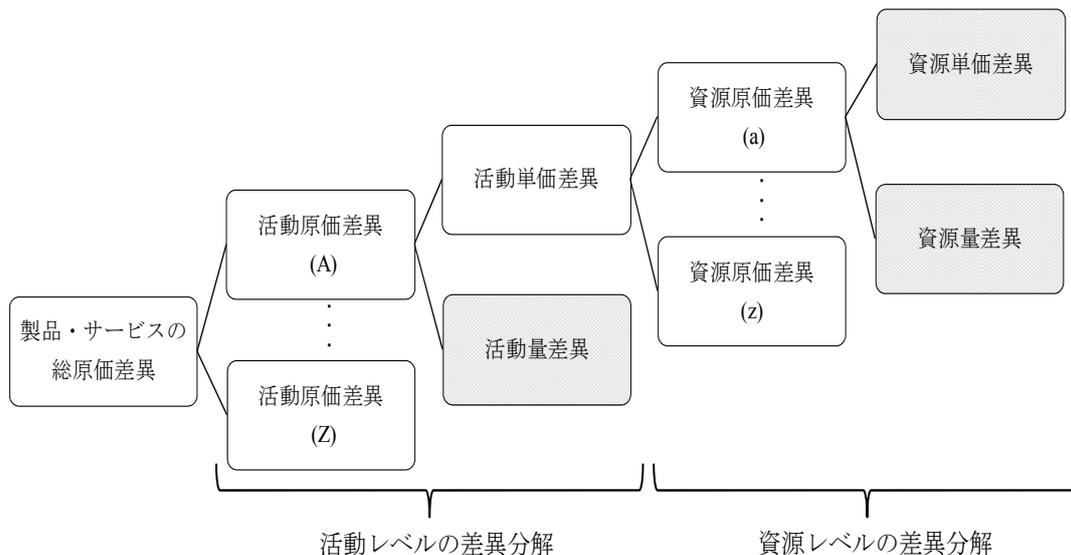 製品・サービスの
総原価差異
活動原価差異
(A)
・
・
・
活動原価差異
(Z)
活動単価差異
活動量差異
資源原価差異
(a)
・
・
・
資源原価差異
(z)
資源単価差異
資源量差異
活動レベルの差異分解
資源レベルの差異分解